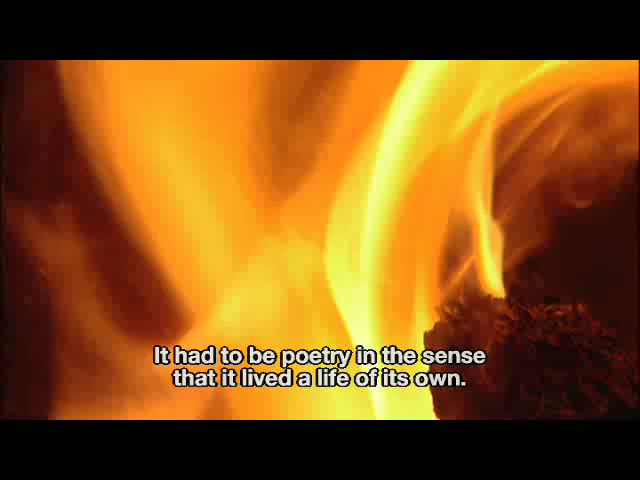 It had to be poetry in the sense
that it lived a life of its own.